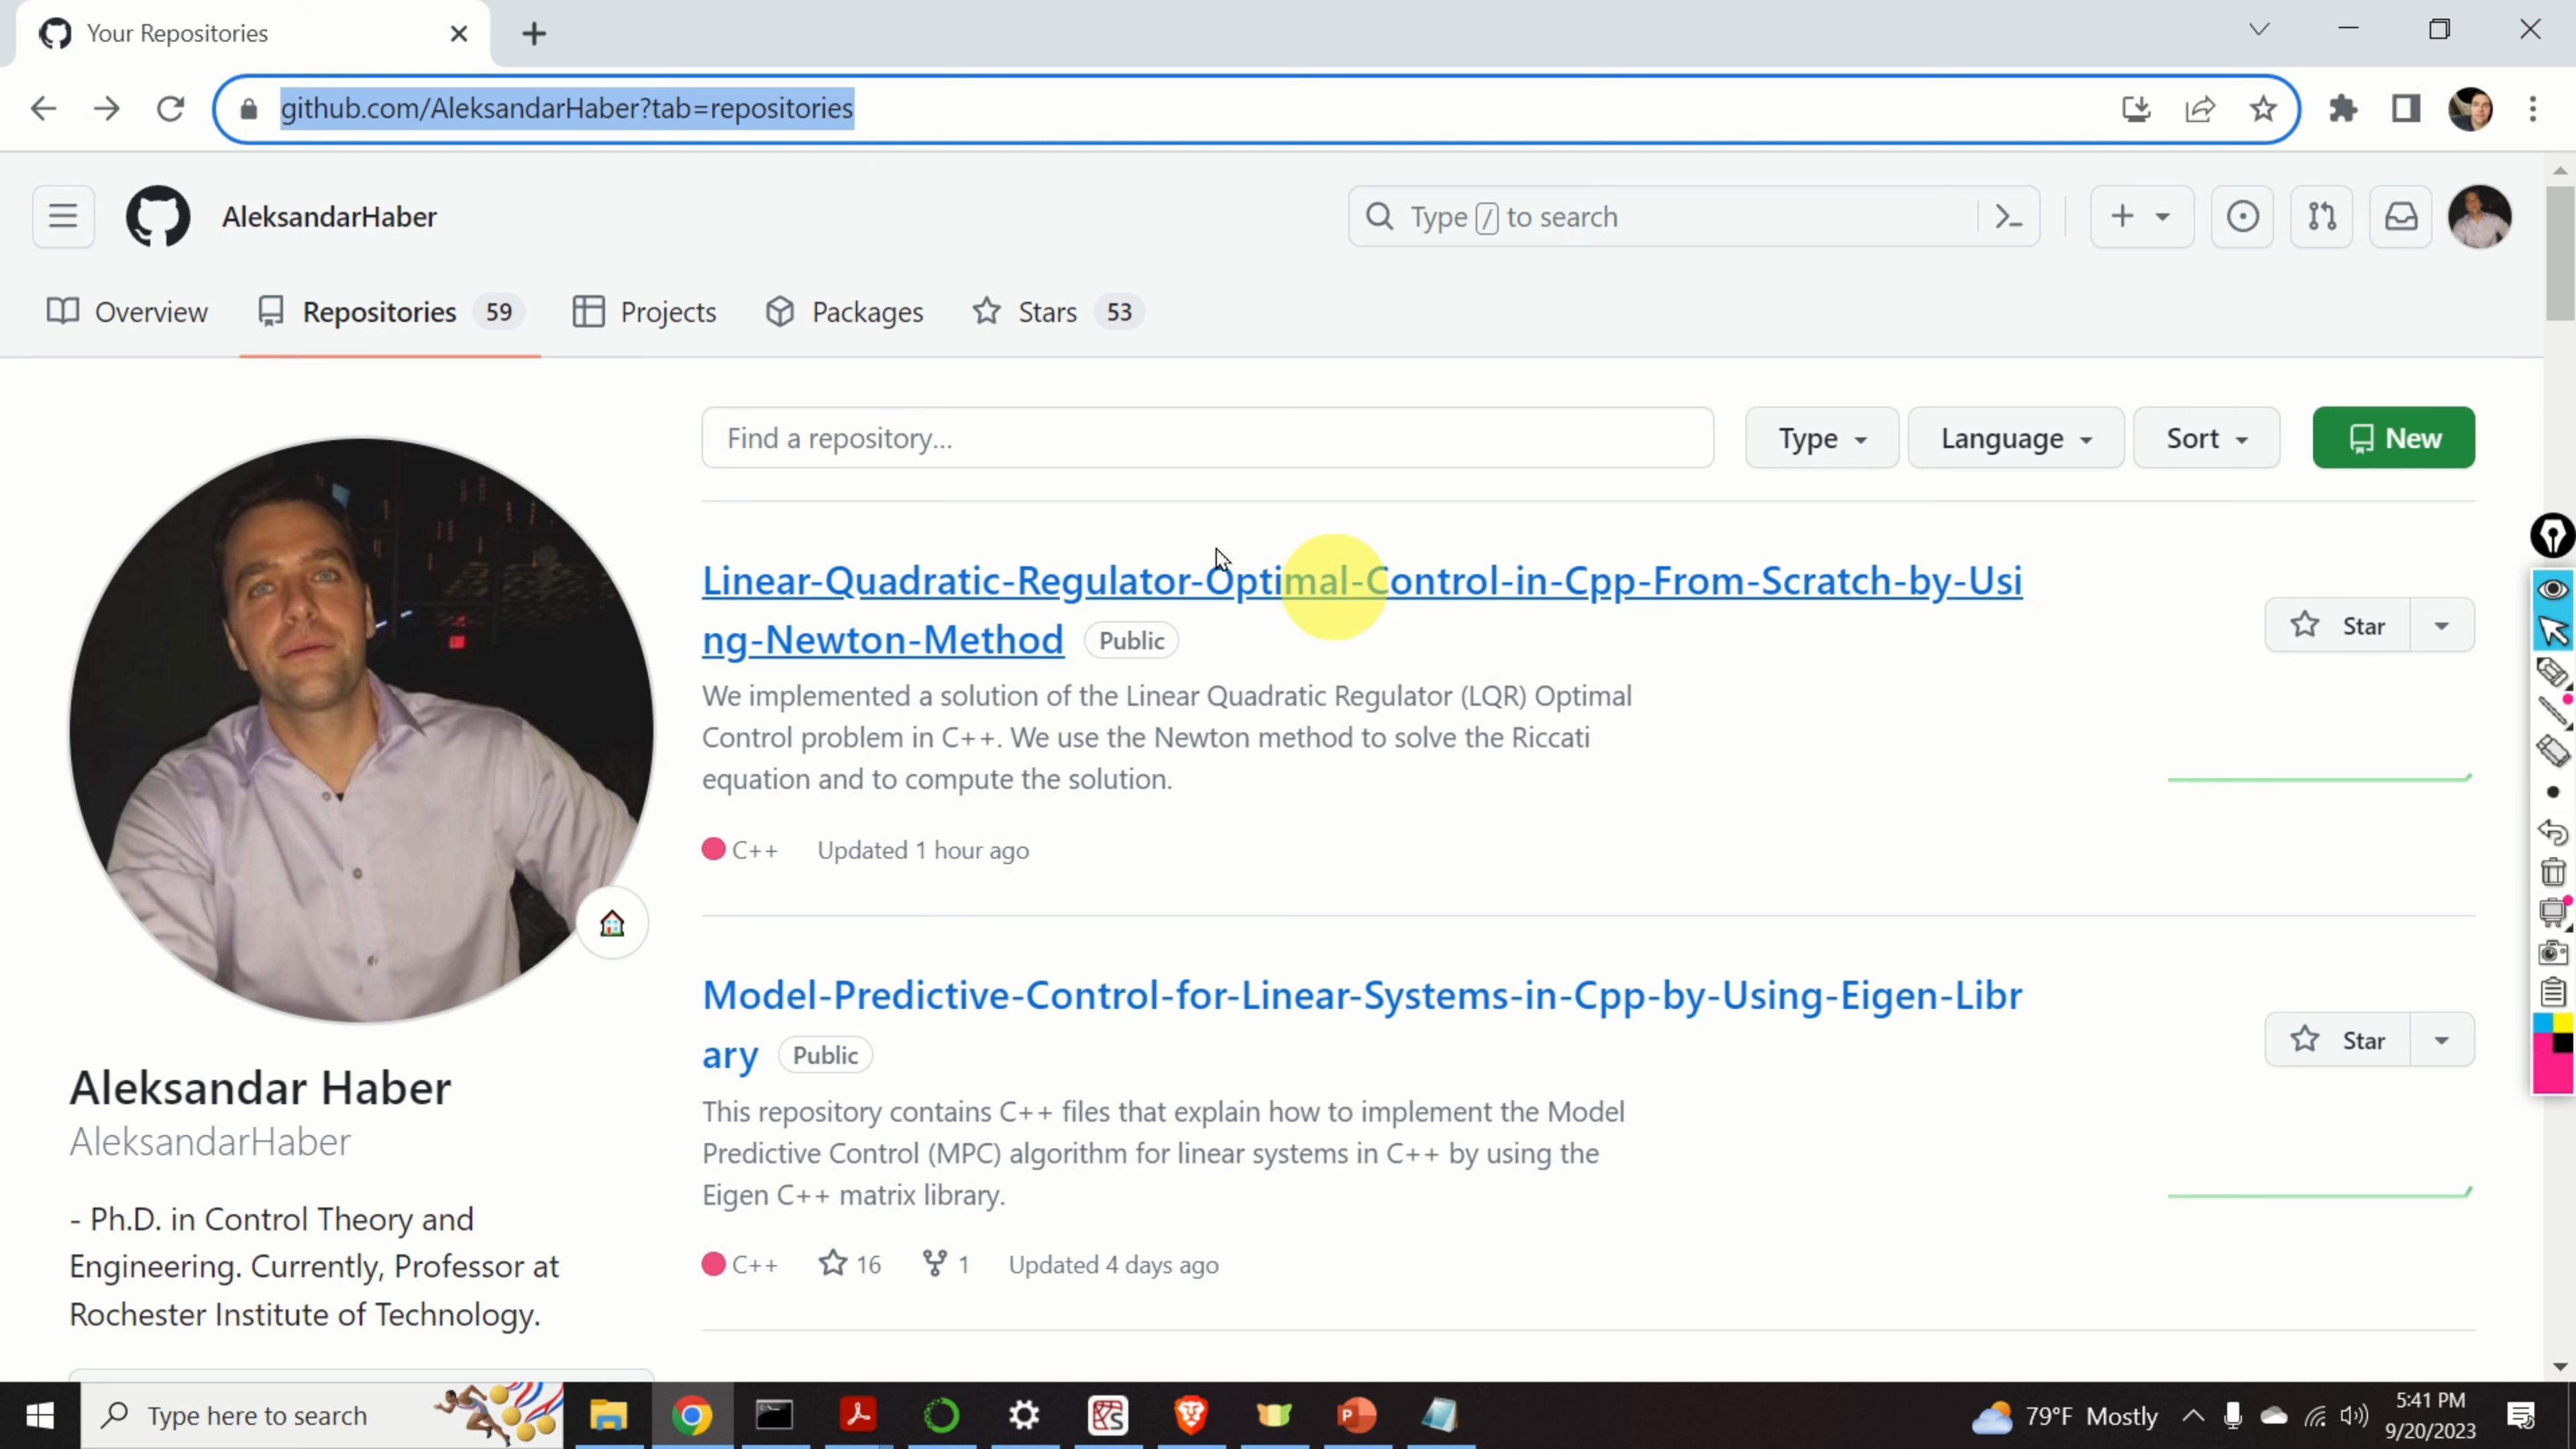 Your Repositories
github.com/AleksandarHaber?tab=repositories
AleksandarHaber
Type / to search
Overview
Repositories 59
Projects
Packages
Stars 53
Find a repository...
Type
Language
Sort
New
Linear-Quadratic-Regulator-Optimal-Control-in-Cpp-From-Scratch-by-Usi
ng-Newton-Method Public
Star
We implemented a solution of the Linear Quadratic Regulator (LQR) Optimal
Control problem in C++. We use the Newton method to solve the Riccati
equation and to compute the solution.
C++ Updated 1 hour ago
Model-Predictive-Control-for-Linear-Systems-in-Cpp-by-Using-Eigen-Libr
ary Public
Star
This repository contains C++ files that explain how to implement the Model
Predictive Control (MPC) algorithm for linear systems in C++ by using the
Eigen C++ matrix library.
C++ 16 1 Updated 4 days ago
Aleksandar Haber
AleksandarHaber
- Ph.D. in Control Theory and
Engineering. Currently, Professor at
Rochester Institute of Technology.
Type here to search
79°F Mostly
5:41 PM
9/20/2023